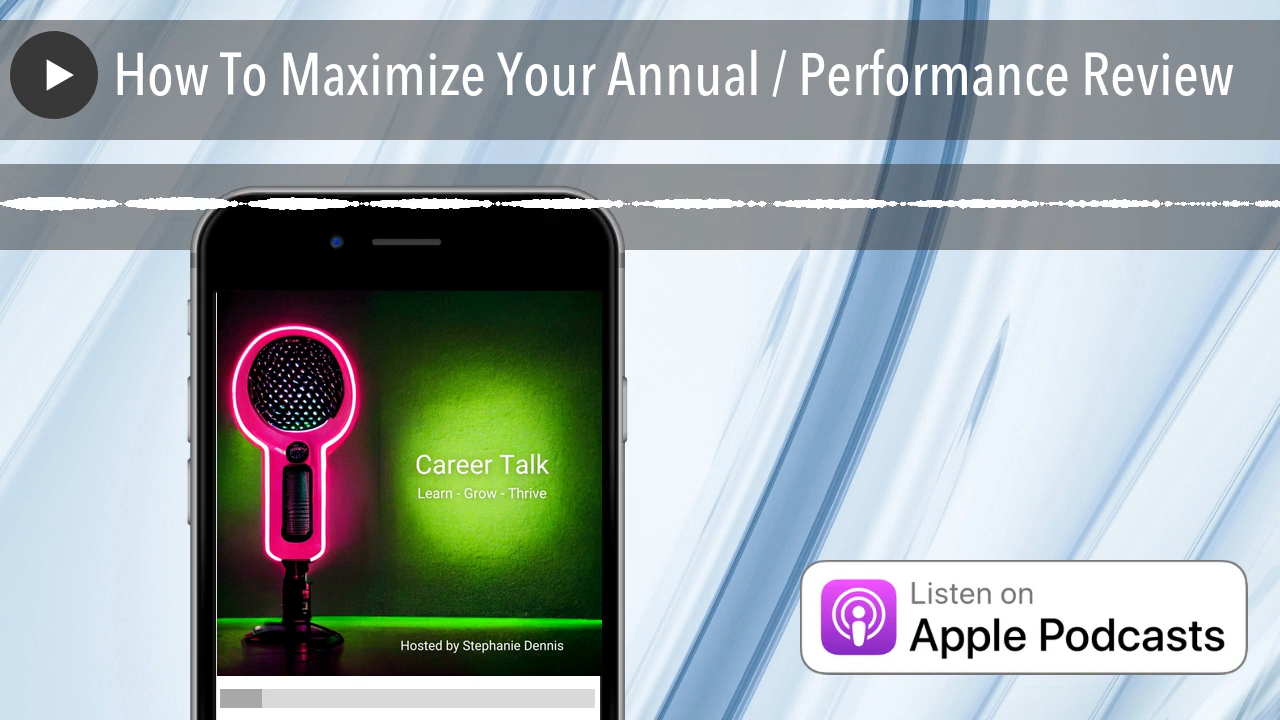 How To Maximize Your Annual / Performance Review
Career Talk
Learn - Grow - Thrive
Hosted by Stephanie Dennis
Listen on
Apple Podcasts